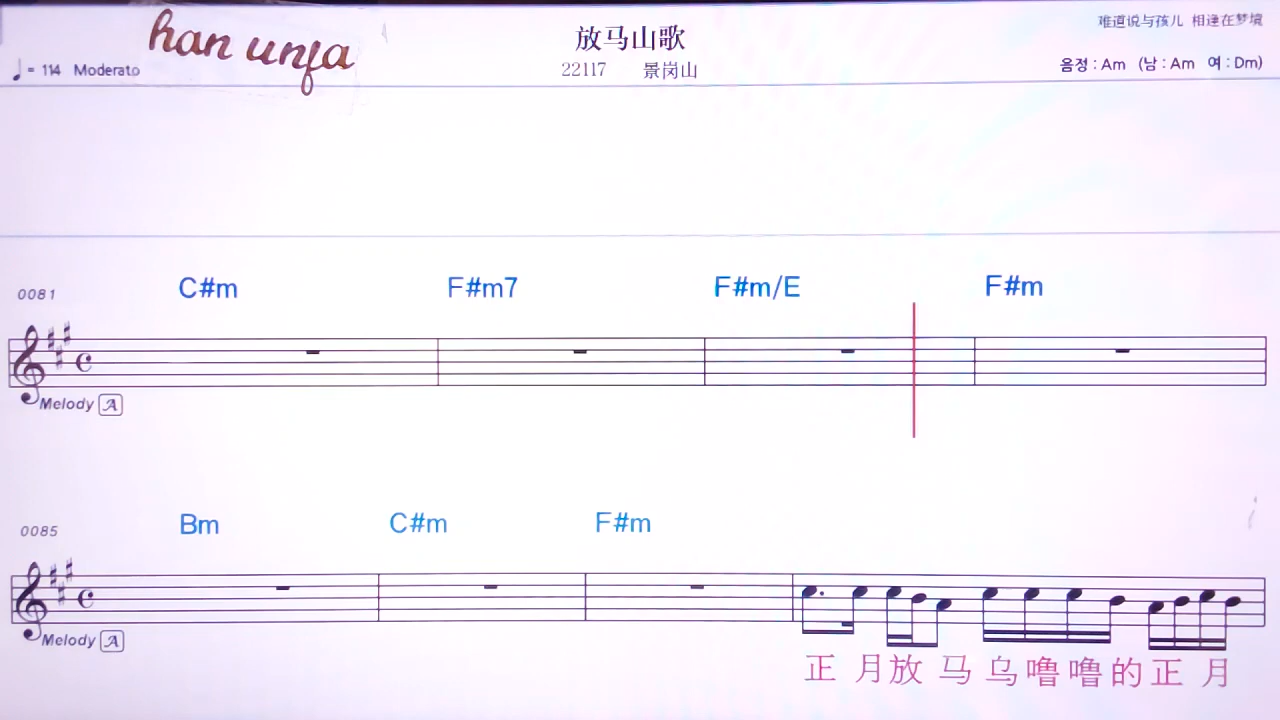 han unfa
放马山歌
难道说与孩儿 相逢在梦境
♩= 114 Moderato
22117 景岗山
음정 : Am (남 : Am 여 : Dm)
0081 C#m F#m7 F#m/E F#m
Melody A
0085 Bm C#m F#m
Melody A
正 月放 马 乌噜噜的正 月